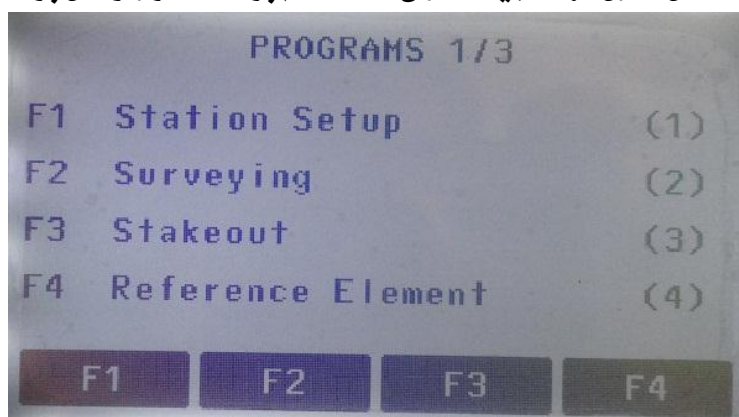 PROGRAMS 1/3
F1 Station Setup (1)
F2 Surveying (2)
F3 Stakeout (3)
F4 Reference Element (4)
F1 F2 F3 F4